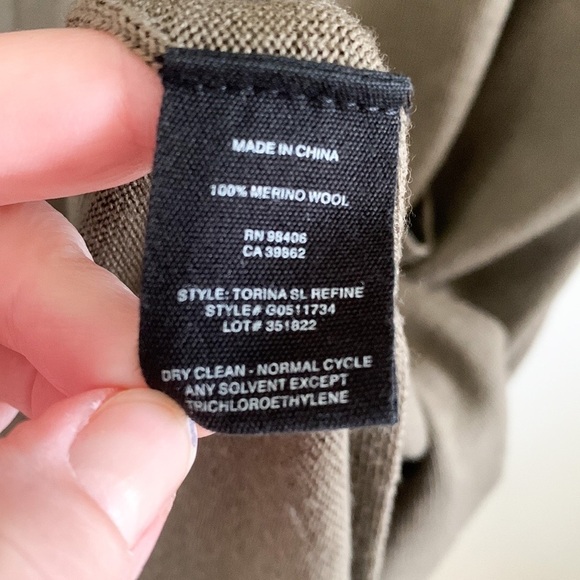 MADE IN CHINA
100% MERINO WOOL
RN 98406
CA 39862
STYLE: TORINA SL REFINE
STYLE# G0511734
LOT# 351822
DRY CLEAN - NORMAL CYCLE
ANY SOLVENT EXCEPT
TRICHLOROETHYLENE